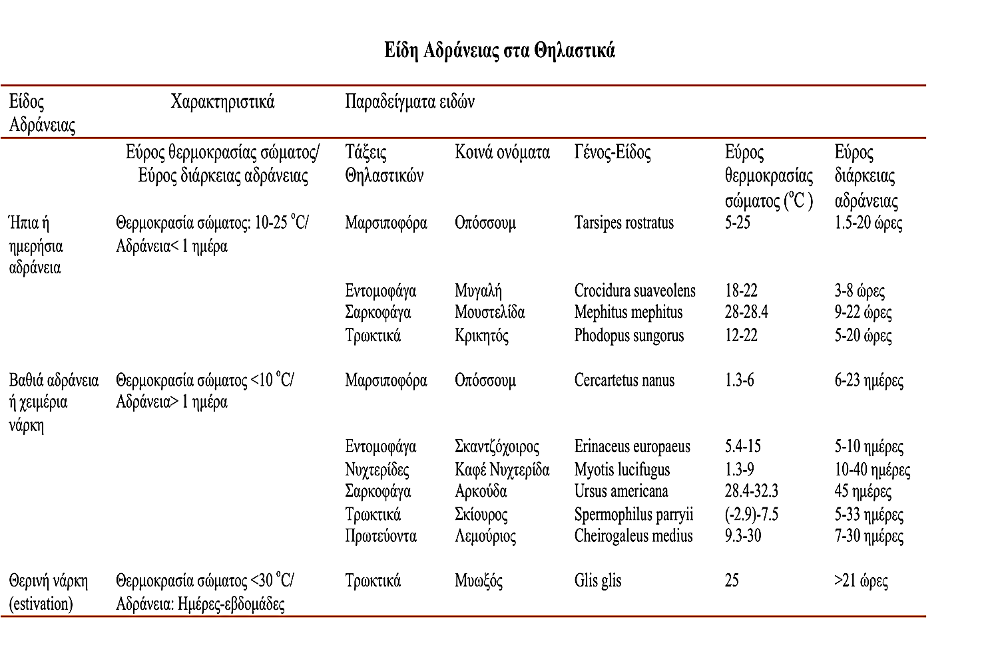 Είδη Αδράνειας στα Θηλαστικά
Είδος Χαρακτηριστικά Παραδείγματα ειδών
Αδράνειας
Εύρος θερμοκρασίας σώματος/ Τάξεις Κοινά ονόματα Γένος-Είδος Εύρος Εύρος
Εύρος διάρκειας αδράνειας Θηλαστικών θερμοκρασίας διάρκειας
σώματος (°C ) αδράνειας
Ήπια ή Θερμοκρασία σώματος: 10-25 °C/ Μαρσιποφόρα Οπόσσουμ Tarsipes rostratus 5-25 1.5-20 ώρες
ημερήσια Αδράνεια< 1 ημέρα
αδράνεια
Εντομοφάγα Μυγαλή Crocidura suaveolens 18-22 3-8 ώρες
Σαρκοφάγα Μουστελίδα Mephitus mephitus 28-28.4 9-22 ώρες
Τρωκτικά Κρικητός Phodopus sungorus 12-22 5-20 ώρες
Βαθιά αδράνεια Θερμοκρασία σώματος <10 °C/ Μαρσιποφόρα Οπόσσουμ Cercartetus nanus 1.3-6 6-23 ημέρες
ή χειμέρια Αδράνεια> 1 ημέρα
νάρκη
Εντομοφάγα Σκαντζόχοιρος Erinaceus europaeus 5.4-15 5-10 ημέρες
Νυχτερίδες Καφέ Νυχτερίδα Myotis lucifugus 1.3-9 10-40 ημέρες
Σαρκοφάγα Αρκούδα Ursus americana 28.4-32.3 45 ημέρες
Τρωκτικά Σκίουρος Spermophilus parryii (-2.9)-7.5 5-33 ημέρες
Πρωτεύοντα Λεμούριος Cheirogaleus medius 9.3-30 7-30 ημέρες
Θερινή νάρκη Θερμοκρασία σώματος <30 °C/ Τρωκτικά Μυωξός Glis glis 25 >21 ώρες
(estivation) Αδράνεια: Ημέρες-εβδομάδες